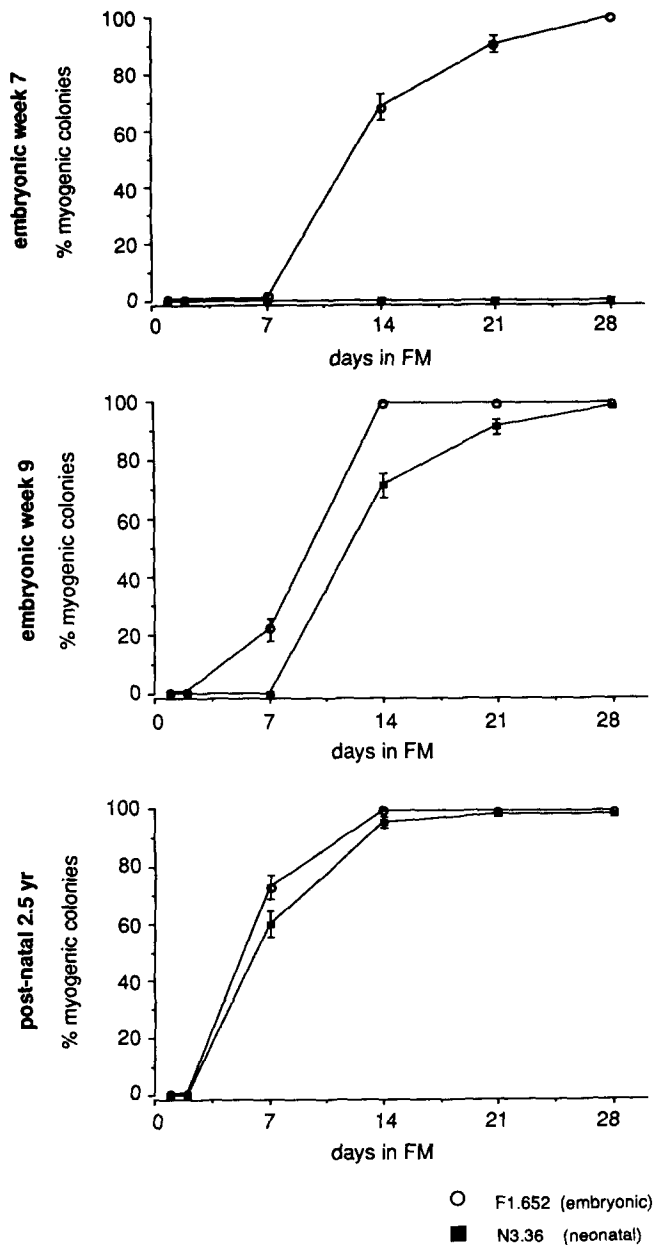 embryonic week 7
% myogenic colonies
100
80
60
40
20
0
0 7 14 21 28
days in FM
embryonic week 9
% myogenic colonies
100
80
60
40
20
0
0 7 14 21 28
days in FM
post-natal 2.5 yr
% myogenic colonies
100
80
60
40
20
0
0 7 14 21 28
days in FM
F1.652 (embryonic)
N3.36 (neonatal)